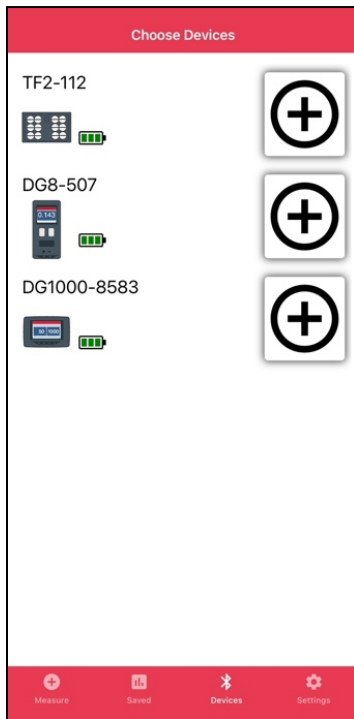 Choose Devices
TF2-112
DG8-507
0.143
DG1000-8583
50 1000
Measure Saved Devices Settings